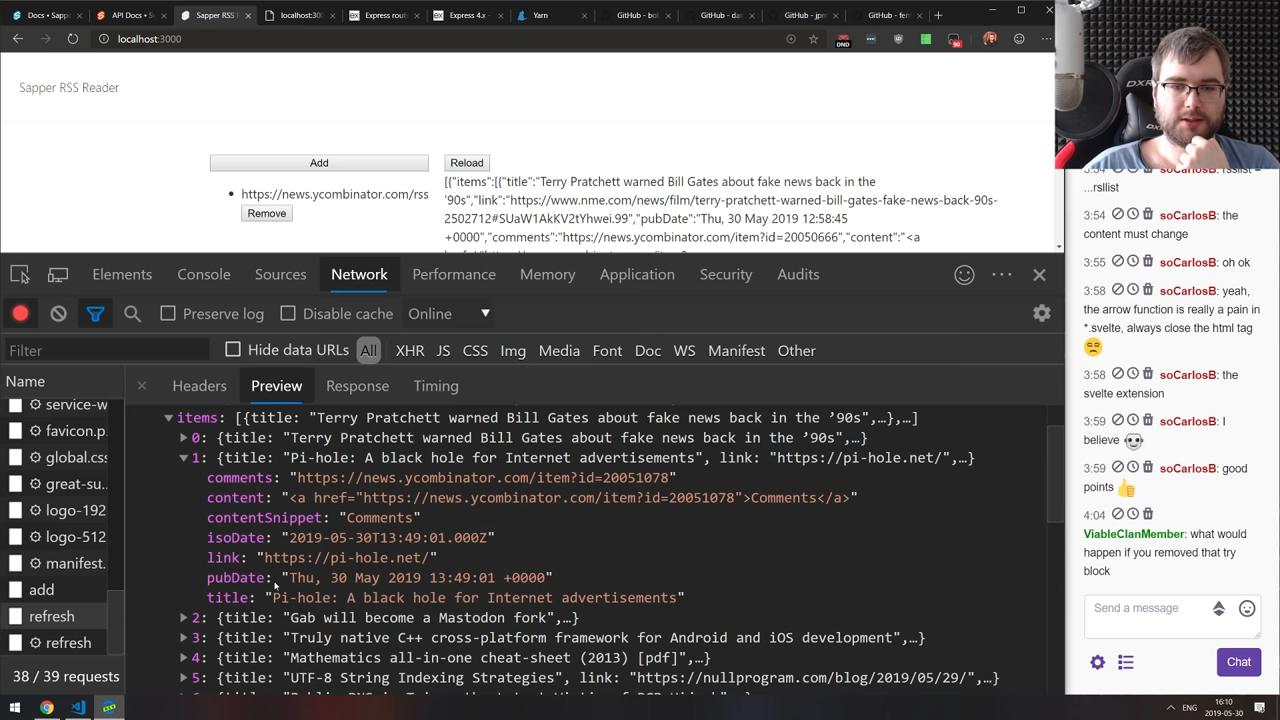 Docs • Sappe
API Docs • S
Sapper RSS R
localhost:300
Express rout
Express 4.x -
Yarn
GitHub - bo
GitHub - da
GitHub - jpm
GitHub - fen
localhost:3000
DND
90
Sapper RSS Reader
Add
Reload
https://news.ycombinator.com/rss
Remove
[{"items":[{"title":"Terry Pratchett warned Bill Gates about fake news back in the
'90s","link":"https://www.nme.com/news/film/terry-pratchett-warned-bill-gates-fake-news-back-90s-
2502712#SUaW1AkKV2tYhwei.99","pubDate":"Thu, 30 May 2019 12:58:45
+0000","comments":"https://news.ycombinator.com/item?id=20050666","content":"<a
Elements Console Sources Network Performance Memory Application Security Audits
Preserve log Disable cache Online
Filter
Hide data URLs All XHR JS CSS Img Media Font Doc WS Manifest Other
Name
Headers Preview Response Timing
service-w
favicon.p
global.css
great-su..
logo-192
logo-512
manifest.
add
refresh
refresh
38 / 39 requests
items: [{title: "Terry Pratchett warned Bill Gates about fake news back in the ’90s",…},…]
0: {title: "Terry Pratchett warned Bill Gates about fake news back in the ’90s",…}
1: {title: "Pi-hole: A black hole for Internet advertisements", link: "https://pi-hole.net/",…}
comments: "https://news.ycombinator.com/item?id=20051078"
content: "<a href="https://news.ycombinator.com/item?id=20051078">Comments</a>"
contentSnippet: "Comments"
isoDate: "2019-05-30T13:49:01.000Z"
link: "https://pi-hole.net/"
pubDate: "Thu, 30 May 2019 13:49:01 +0000"
title: "Pi-hole: A black hole for Internet advertisements"
2: {title: "Gab will become a Mastodon fork",…}
3: {title: "Truly native C++ cross-platform framework for Android and iOS development",…}
4: {title: "Mathematics all-in-one cheat-sheet (2013) [pdf]",…}
5: {title: "UTF-8 String Indexing Strategies", link: "https://nullprogram.com/blog/2019/05/29/",…}
DXR
...rsllist
3:54 soCarlosB: the
content must change
3:55 soCarlosB: oh ok
3:58 soCarlosB: yeah,
the arrow function is really a pain in
*.svelte, always close the html tag
3:58 soCarlosB: the
svelte extension
3:59 soCarlosB: I
believe
3:59 soCarlosB: good
points
4:04
ViableClanMember: what would
happen if you removed that try
block
Send a message
Chat
ENG
16:10
2019-05-30